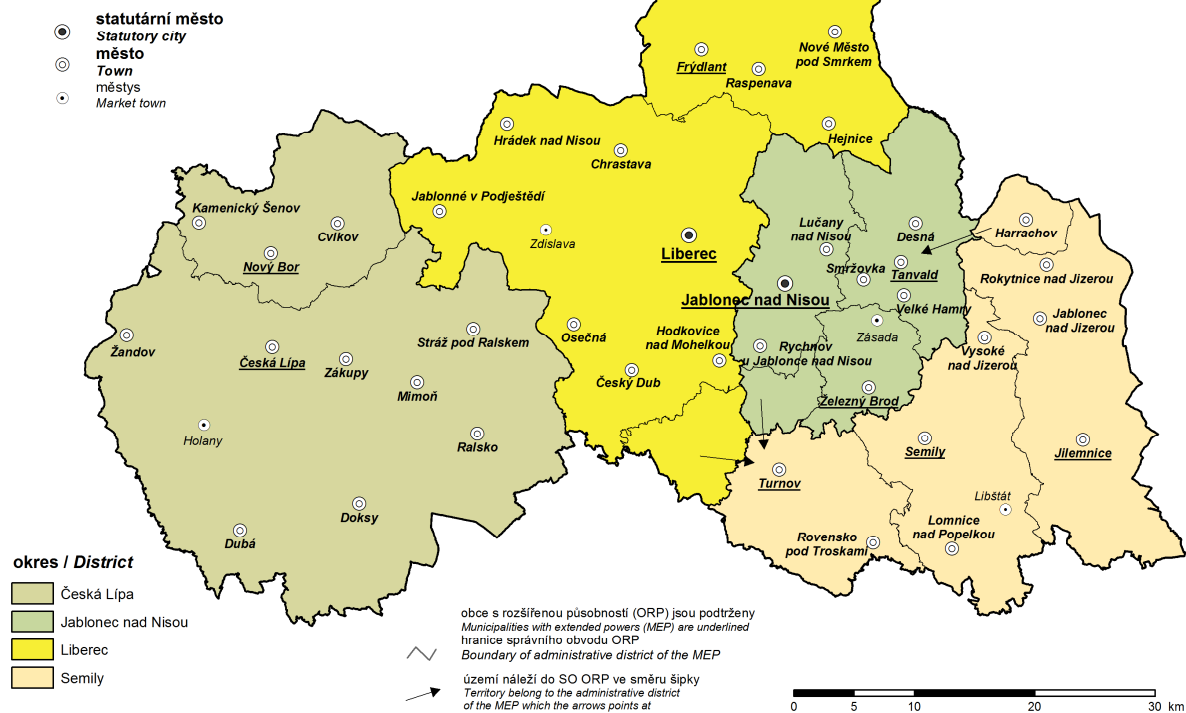 statutární město
Statutory city
město
Town
městys
Market town
Nové Město
pod Smrkem
Frýdlant
Raspenava
Hejnice
Hrádek nad Nisou
Chrastava
Jablonné v Podještědí
Zdislava
Liberec
Kamenický Šenov
Cvikov
Nový Bor
Lučany
nad Nisou
Desná
Harrachov
Smržovka
Tanvald
Rokytnice nad Jizerou
Jablonec nad Nisou
Velké Hamry
Jablonec
nad Jizerou
Zásada
Vysoké
nad Jizerou
Rychnov
u Jablonce nad Nisou
Hodkovice
nad Mohelkou
Osečná
Český Dub
Železný Brod
Stráž pod Ralskem
Žandov
Česká Lípa
Zákupy
Mimoň
Holany
Ralsko
Semily
Jilemnice
Turnov
Libštát
Lomnice
nad Popelkou
Rovensko
pod Troskami
Doksy
Dubá
okres / District
Česká Lípa
Jablonec nad Nisou
Liberec
Semily
obce s rozšířenou působností (ORP) jsou podtrženy
Municipalities with extended powers (MEP) are underlined
hranice správního obvodu ORP
Boundary of administrative district of the MEP
území náleží do SO ORP ve směru šipky
Territory belong to the administrative district
of the MEP which the arrows points at
0 5 10 20 30 km